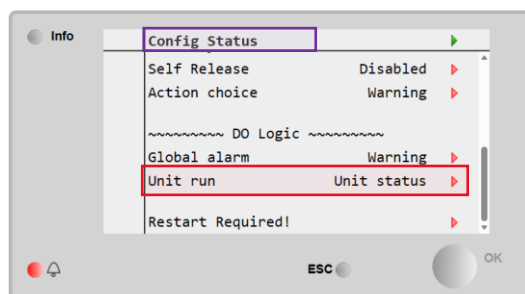 Info
Config Status
Self Release Disabled
Action choice Warning
~~~~~~~~~ DO Logic ~~~~~~~~~
Global alarm Warning
Unit run Unit status
Restart Required!
ESC
OK